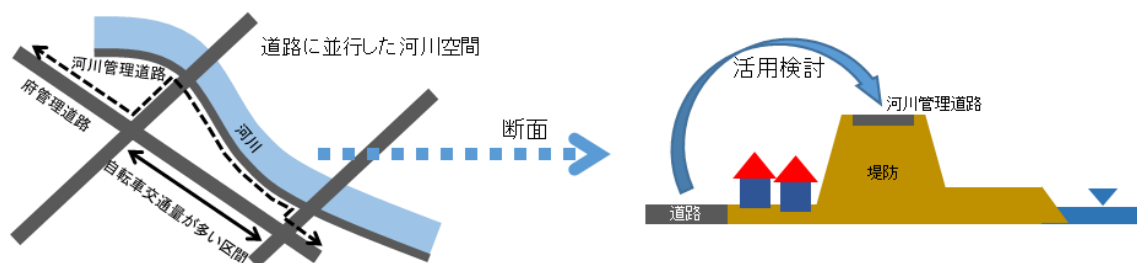 道路に並行した河川空間
河川管理道路
府管理道路
河川
自転車交通量が多い区間
断面
活用検討
河川管理道路
堤防
道路